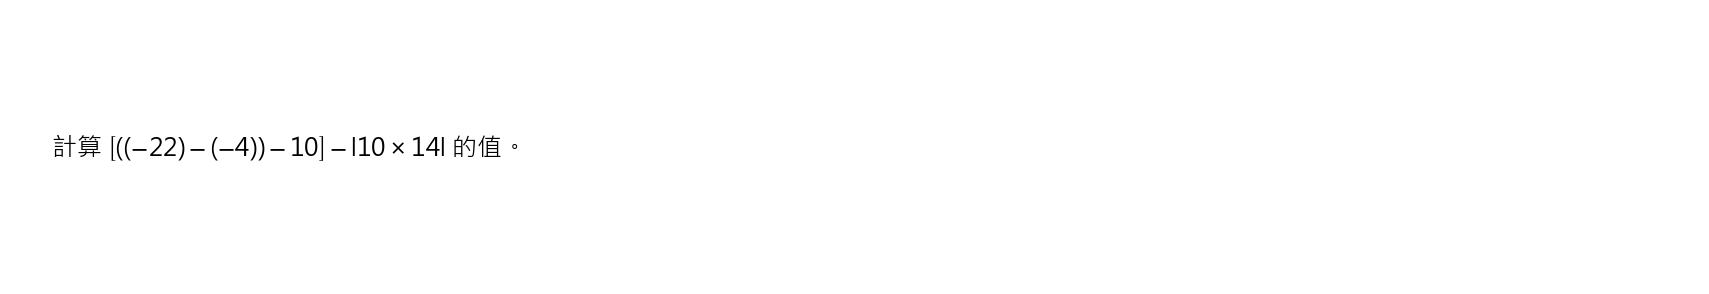 計算 [((−22) − (−4)) − 10] − |10 × 14| 的值。